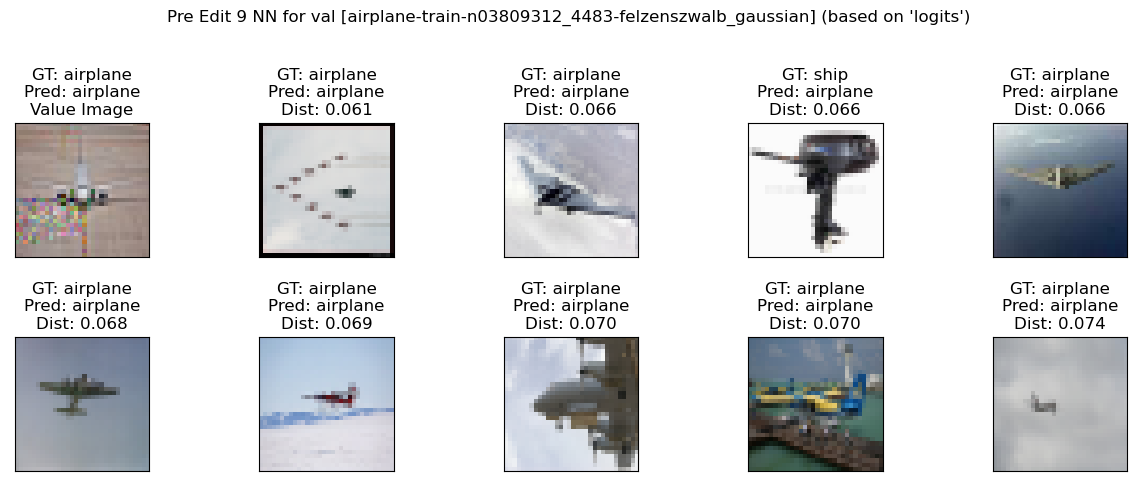 Pre Edit 9 NN for val [airplane-train-n03809312_4483-felzenszwalb_gaussian] (based on 'logits')
GT: airplane
Pred: airplane
Value Image
GT: airplane
Pred: airplane
Dist: 0.061
GT: airplane
Pred: airplane
Dist: 0.066
GT: ship
Pred: airplane
Dist: 0.066
GT: airplane
Pred: airplane
Dist: 0.066
GT: airplane
Pred: airplane
Dist: 0.068
GT: airplane
Pred: airplane
Dist: 0.069
GT: airplane
Pred: airplane
Dist: 0.070
GT: airplane
Pred: airplane
Dist: 0.070
GT: airplane
Pred: airplane
Dist: 0.074